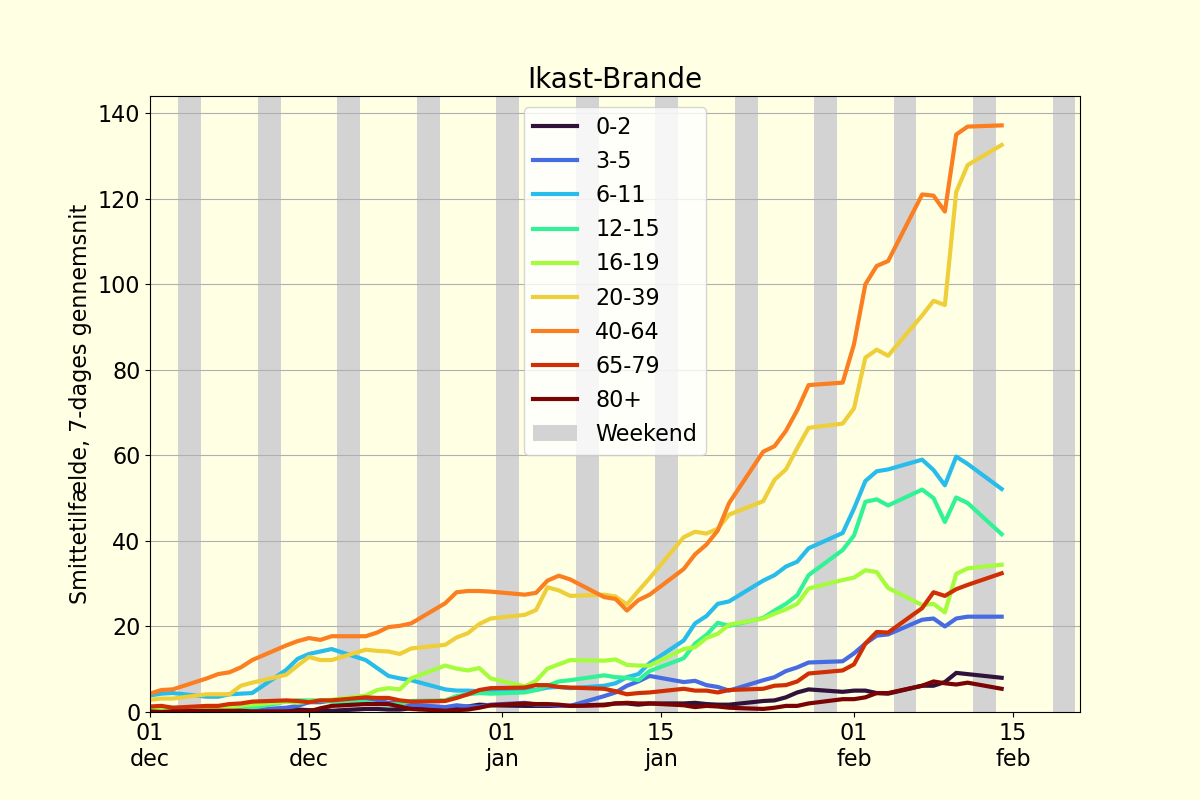 Ikast-Brande
Smittetilfælde, 7-dages gennemsnit
140
120
100
80
60
40
20
0
0-2
3-5
6-11
12-15
16-19
20-39
40-64
65-79
80+
Weekend
01 dec
15 dec
01 jan
15 jan
01 feb
15 feb